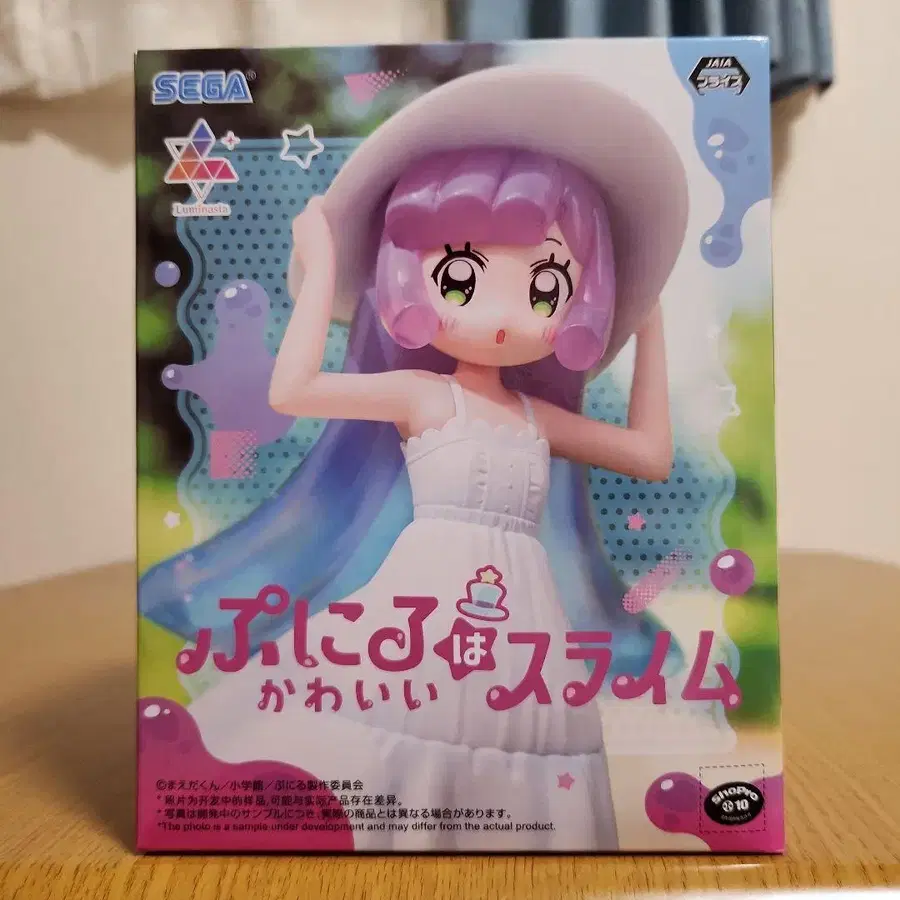 SEGA®
JAIA
プライズ
Luminasta
ぷにるは
かわいいスライム
©まえだくん／小学館／ぷにる製作委員会
* 照片为开发中的样品,可能与实际产品存在差异。
* 写真は開発中のサンプルにつき、実際の商品とは異なる場合があります。
*The photo is a sample under development and may differ from the actual product.
ShoPro
10